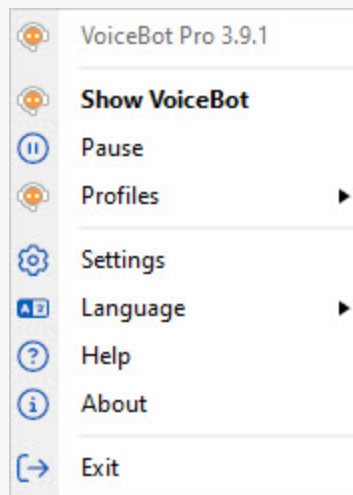 VoiceBot Pro 3.9.1
Show VoiceBot
Pause
Profiles
Settings
Language
Help
About
Exit